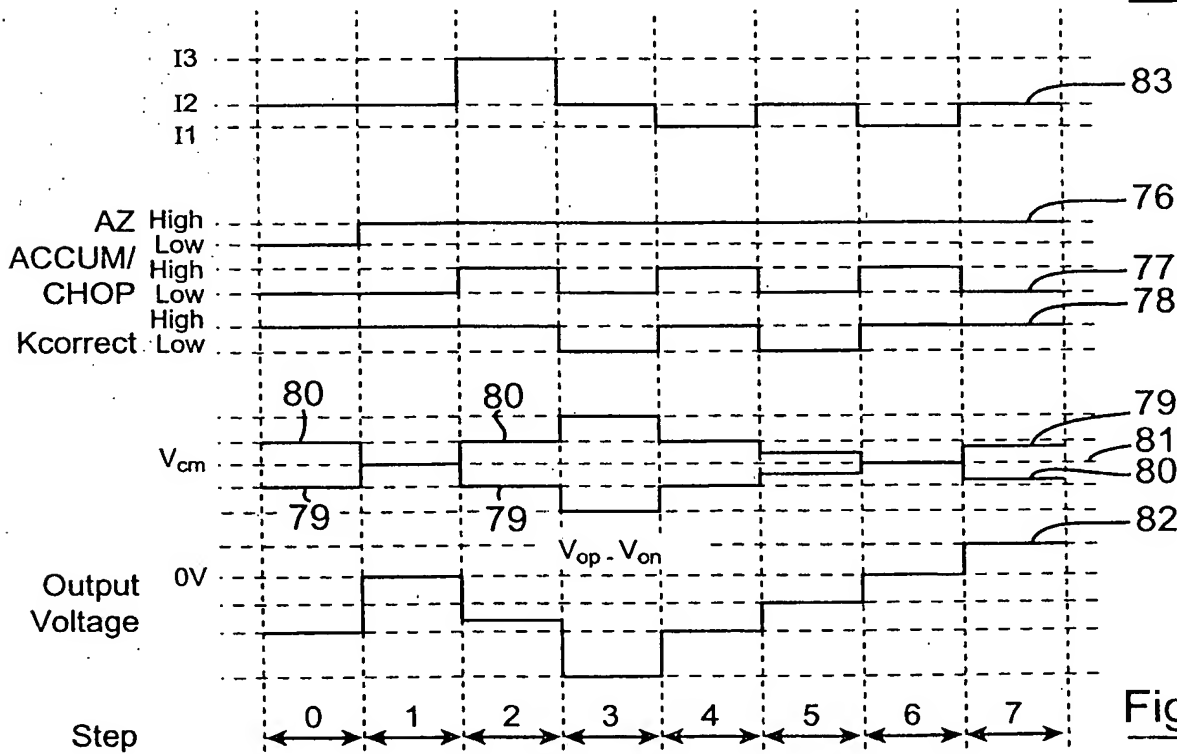 I3
I2
I1
83
AZ High
Low
76
ACCUM/
CHOP
High
Low
77
Kcorrect
High
Low
78
80
80
79
Vcm
81
79
79
80
82
Vop - Von
Output
Voltage
0V
Step
0 1 2 3 4 5 6 7
Fig